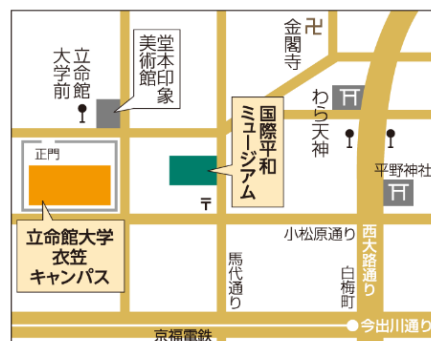 立命館
大学前
堂本印象
美術館
金閣寺
わら天神
国際平和
ミュージアム
正門
平野神社
立命館大学
衣笠
キャンパス
〒
馬代通り
小松原通り
西大路通り
白梅町
今出川通り
京福電鉄